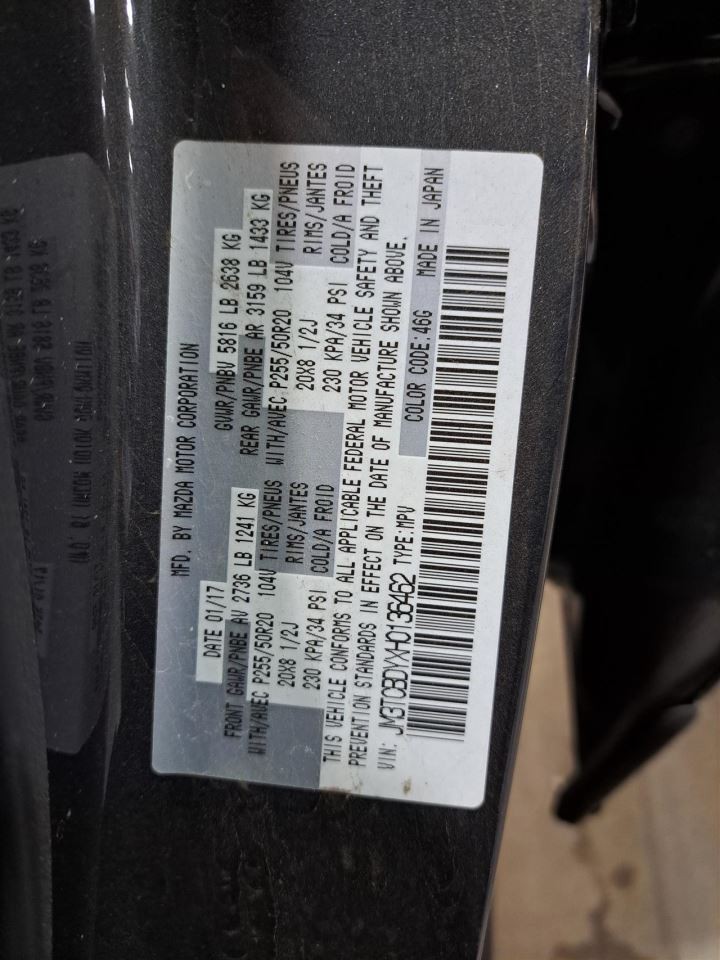 MFD. BY MAZDA MOTOR CORPORATION
DATE 01/17 GVWR/PNBV 5816 LB 2638 KG
FRONT GAWR/PNBE AV 2736 LB 1241 KG REAR GAWR/PNBE AR 3159 LB 1433 KG
WITH/AVEC P255/50R20 104V TIRES/PNEUS WITH/AVEC P255/50R20 104V TIRES/PNEUS
20X8 1/2J RIMS/JANTES 20X8 1/2J RIMS/JANTES
230 KPA/34 PSI COLD/A FROID 230 KPA/34 PSI COLD/A FROID
THIS VEHICLE CONFORMS TO ALL APPLICABLE FEDERAL MOTOR VEHICLE SAFETY AND THEFT
PREVENTION STANDARDS IN EFFECT ON THE DATE OF MANUFACTURE SHOWN ABOVE.
VIN: JM3TCBDYXH0136462 TYPE:MPV COLOR CODE:46G MADE IN JAPAN